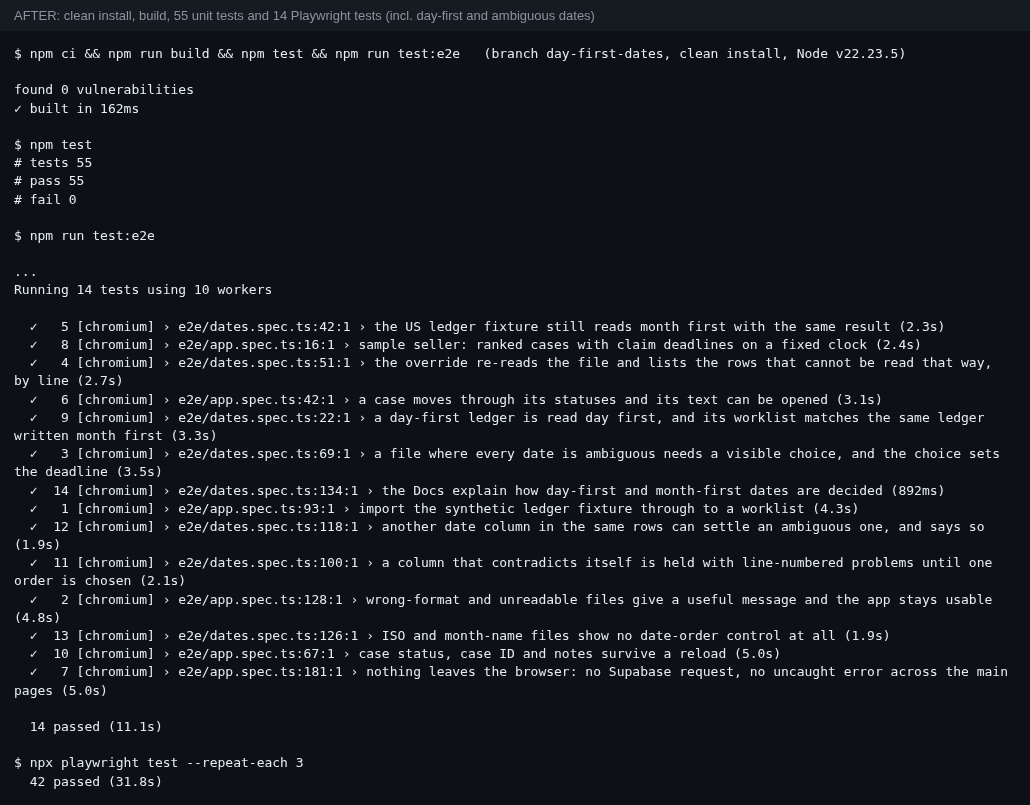 AFTER: clean install, build, 55 unit tests and 14 Playwright tests (incl. day-first and ambiguous dates)
$ npm ci && npm run build && npm test && npm run test:e2e   (branch day-first-dates, clean install, Node v22.23.5)
found 0 vulnerabilities
✓ built in 162ms
$ npm test
# tests 55
# pass 55
# fail 0
$ npm run test:e2e
...
Running 14 tests using 10 workers
✓   5 [chromium] › e2e/dates.spec.ts:42:1 › the US ledger fixture still reads month first with the same result (2.3s)
✓   8 [chromium] › e2e/app.spec.ts:16:1 › sample seller: ranked cases with claim deadlines on a fixed clock (2.4s)
✓   4 [chromium] › e2e/dates.spec.ts:51:1 › the override re-reads the file and lists the rows that cannot be read that way,
by line (2.7s)
✓   6 [chromium] › e2e/app.spec.ts:42:1 › a case moves through its statuses and its text can be opened (3.1s)
✓   9 [chromium] › e2e/dates.spec.ts:22:1 › a day-first ledger is read day first, and its worklist matches the same ledger
written month first (3.3s)
✓   3 [chromium] › e2e/dates.spec.ts:69:1 › a file where every date is ambiguous needs a visible choice, and the choice sets
the deadline (3.5s)
✓  14 [chromium] › e2e/dates.spec.ts:134:1 › the Docs explain how day-first and month-first dates are decided (892ms)
✓   1 [chromium] › e2e/app.spec.ts:93:1 › import the synthetic ledger fixture through to a worklist (4.3s)
✓  12 [chromium] › e2e/dates.spec.ts:118:1 › another date column in the same rows can settle an ambiguous one, and says so
(1.9s)
✓  11 [chromium] › e2e/dates.spec.ts:100:1 › a column that contradicts itself is held with line-numbered problems until one
order is chosen (2.1s)
✓   2 [chromium] › e2e/app.spec.ts:128:1 › wrong-format and unreadable files give a useful message and the app stays usable
(4.8s)
✓  13 [chromium] › e2e/dates.spec.ts:126:1 › ISO and month-name files show no date-order control at all (1.9s)
✓  10 [chromium] › e2e/app.spec.ts:67:1 › case status, case ID and notes survive a reload (5.0s)
✓   7 [chromium] › e2e/app.spec.ts:181:1 › nothing leaves the browser: no Supabase request, no uncaught error across the main
pages (5.0s)
14 passed (11.1s)
$ npx playwright test --repeat-each 3
42 passed (31.8s)